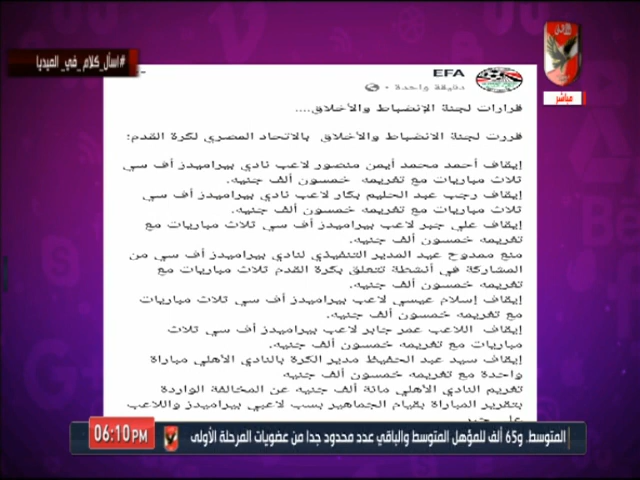 #اسأل_كلام_في_الميديا
مباشر
EFA
دقيقة واحدة
قرارات لجنة الإنضباط والأخلاق....
قررت لجنة الانضباط والأخلاق بالاتحاد المصري لكرة القدم:
إيقاف أحمد محمد أيمن منصور لاعب نادي بيراميدز أف سي
ثلاث مباريات مع تغريمه خمسون ألف جنيه.
إيقاف رجب عبد الحليم بكار لاعب نادي بيراميدز أف سي
ثلاث مباريات مع تغريمه خمسون ألف جنيه.
إيقاف علي جبر لاعب بيراميدز أف سي ثلاث مباريات مع
تغريمه خمسون ألف جنيه.
منع ممدوح عيد المدير التنفيذي لنادي بيراميدز أف سي من
المشاركة في أنشطة تتعلق بكرة القدم ثلاث مباريات مع
تغريمه خمسون ألف جنيه.
إيقاف إسلام عيسي لاعب بيراميدز أف سي ثلاث مباريات
مع تغريمه خمسون ألف جنيه.
إيقاف اللاعب عمر جابر لاعب بيراميدز أف سي ثلاث
مباريات مع تغريمه خمسون ألف جنيه.
إيقاف سيد عبد الحفيظ مدير الكرة بالنادي الأهلي مباراة
واحدة مع تغريمه خمسون ألف جنيه
تغريم النادي الأهلي مائة ألف جنيه عن المخالفة الواردة
بتقرير المباراة بقيام الجماهير بسب لاعبي بيراميدز واللاعب
علي جبر
المتوسط. و65 ألف للمؤهل المتوسط والباقي عدد محدود جدا من عضويات المرحلة الأولى
06:10 PM